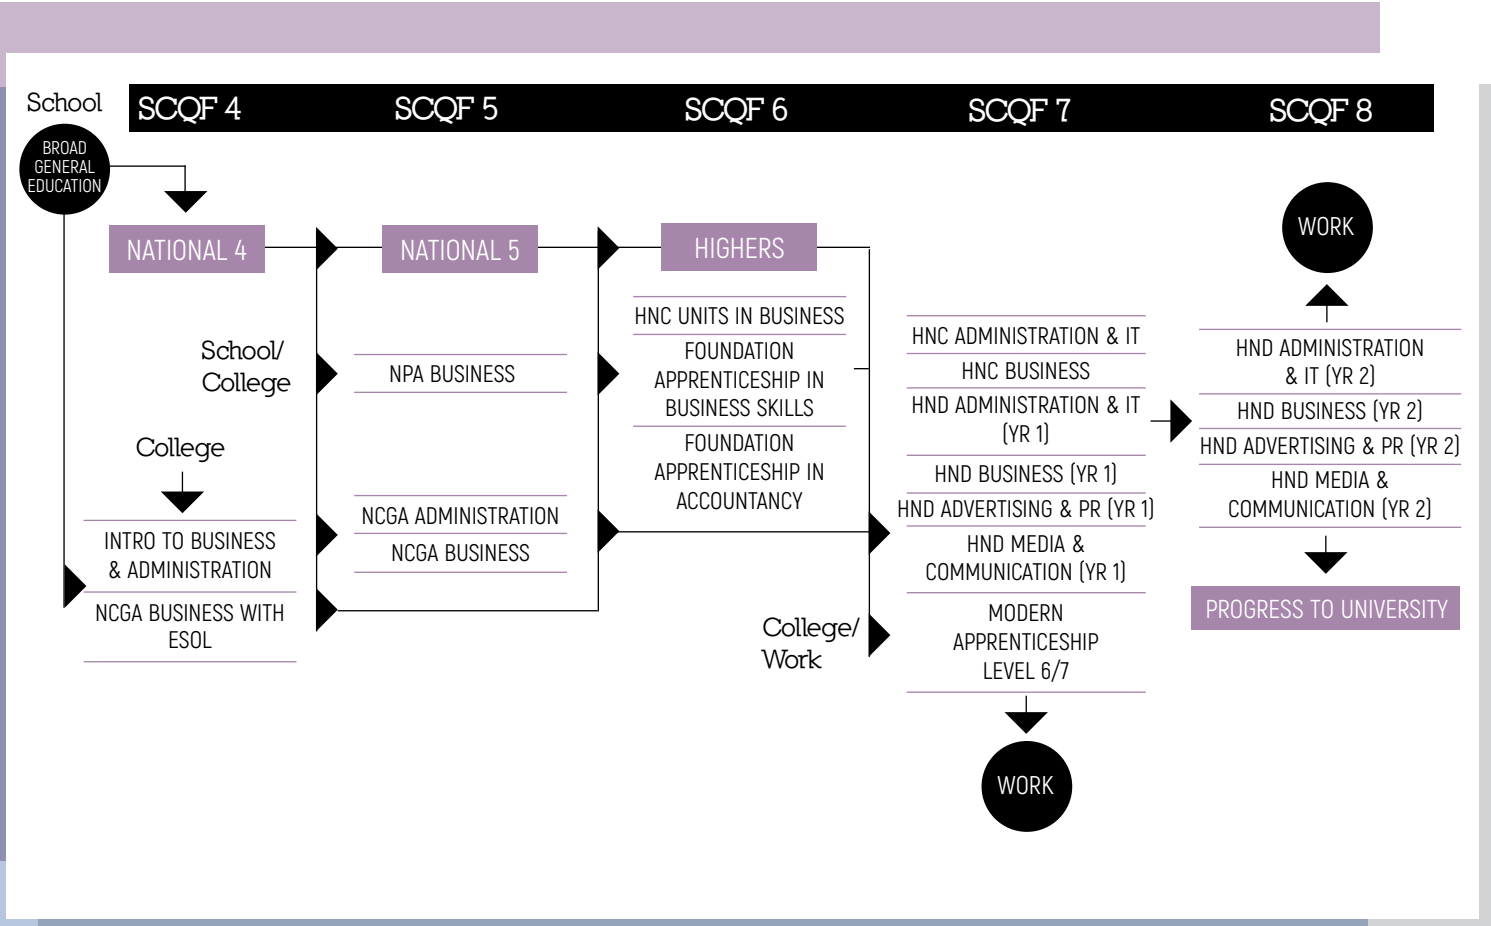 School
SCQF 4
SCQF 5
SCQF 6
SCQF 7
SCQF 8
BROAD
GENERAL
EDUCATION
NATIONAL 4
School/
College
College
INTRO TO BUSINESS
& ADMINISTRATION
NCGA BUSINESS WITH
ESOL
NATIONAL 5
NPA BUSINESS
NCGA ADMINISTRATION
NCGA BUSINESS
HIGHERS
HNC UNITS IN BUSINESS
FOUNDATION
APPRENTICESHIP IN
BUSINESS SKILLS
FOUNDATION
APPRENTICESHIP IN
ACCOUNTANCY
College/
Work
HNC ADMINISTRATION & IT
HNC BUSINESS
HND ADMINISTRATION & IT
(YR 1)
HND BUSINESS (YR 1)
HND ADVERTISING & PR (YR 1)
HND MEDIA &
COMMUNICATION (YR 1)
MODERN
APPRENTICESHIP
LEVEL 6/7
WORK
WORK
HND ADMINISTRATION
& IT (YR 2)
HND BUSINESS (YR 2)
HND ADVERTISING & PR (YR 2)
HND MEDIA &
COMMUNICATION (YR 2)
PROGRESS TO UNIVERSITY